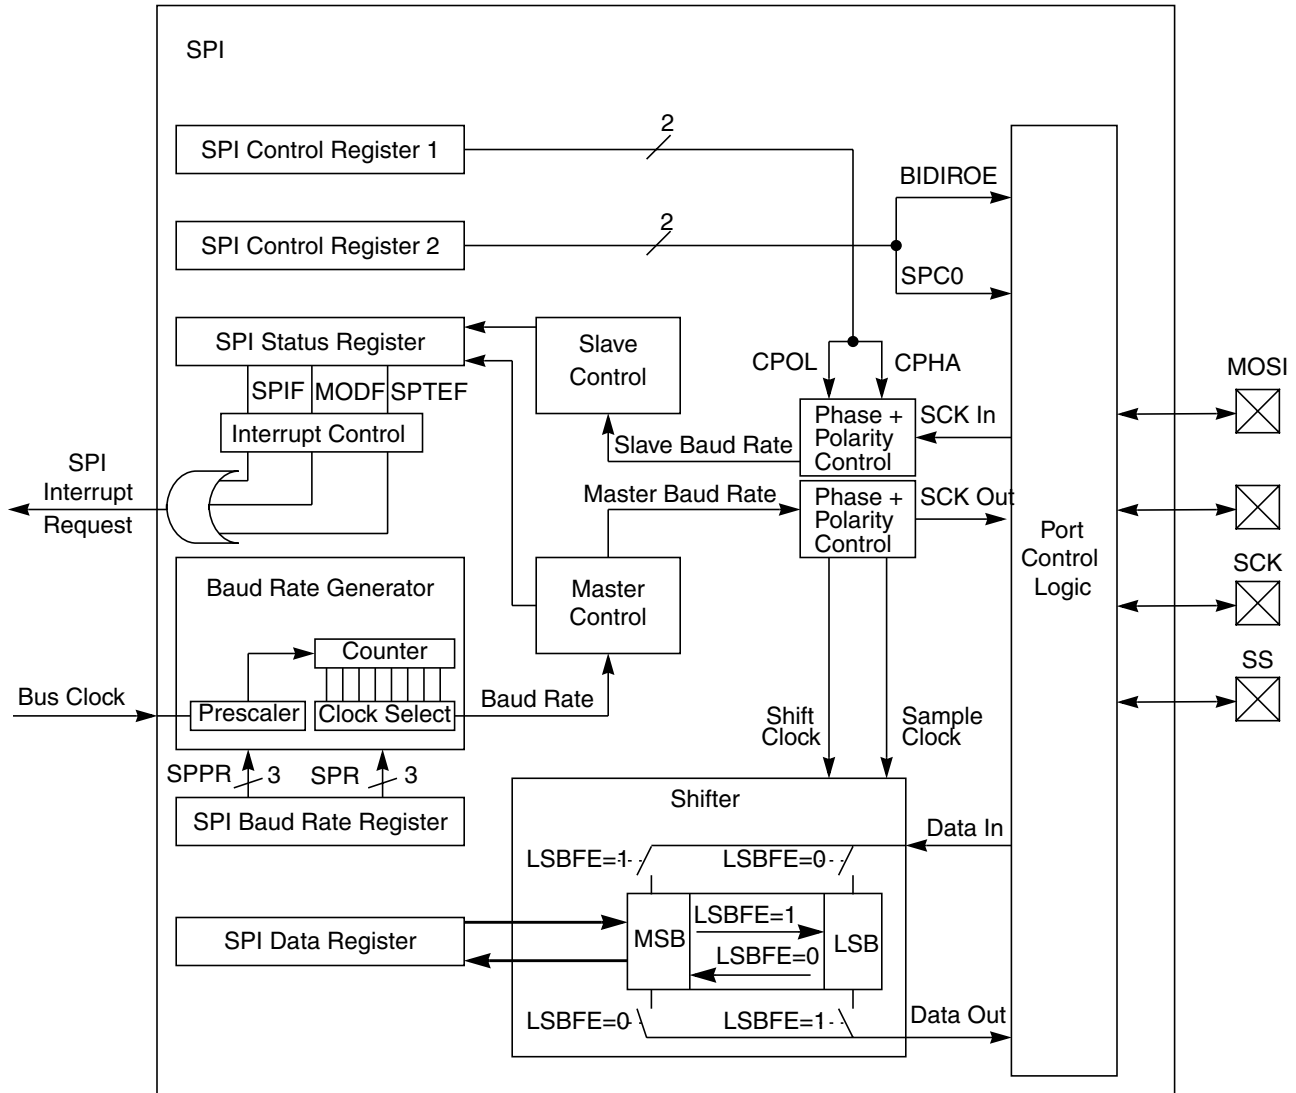 SPI
SPI Control Register 1
2
BIDIROE
SPI Control Register 2
2
SPC0
SPI Status Register
Slave
Control
CPOL
CPHA
MOSI
SPIF
MODF
SPTEF
Interrupt Control
Phase +
Polarity
Control
SCK In
Slave Baud Rate
SPI
Interrupt
Request
Master Baud Rate
Phase +
Polarity
Control
SCK Out
Port
Control
Logic
SCK
Baud Rate Generator
Master
Control
Counter
SS
Bus Clock
Prescaler
Clock Select
Baud Rate
Shift
Clock
Sample
Clock
SPPR
3
SPR
3
SPI Baud Rate Register
Shifter
Data In
LSBFE=1
LSBFE=0
SPI Data Register
MSB
LSBFE=1
LSBFE=0
LSB
LSBFE=0
LSBFE=1
Data Out